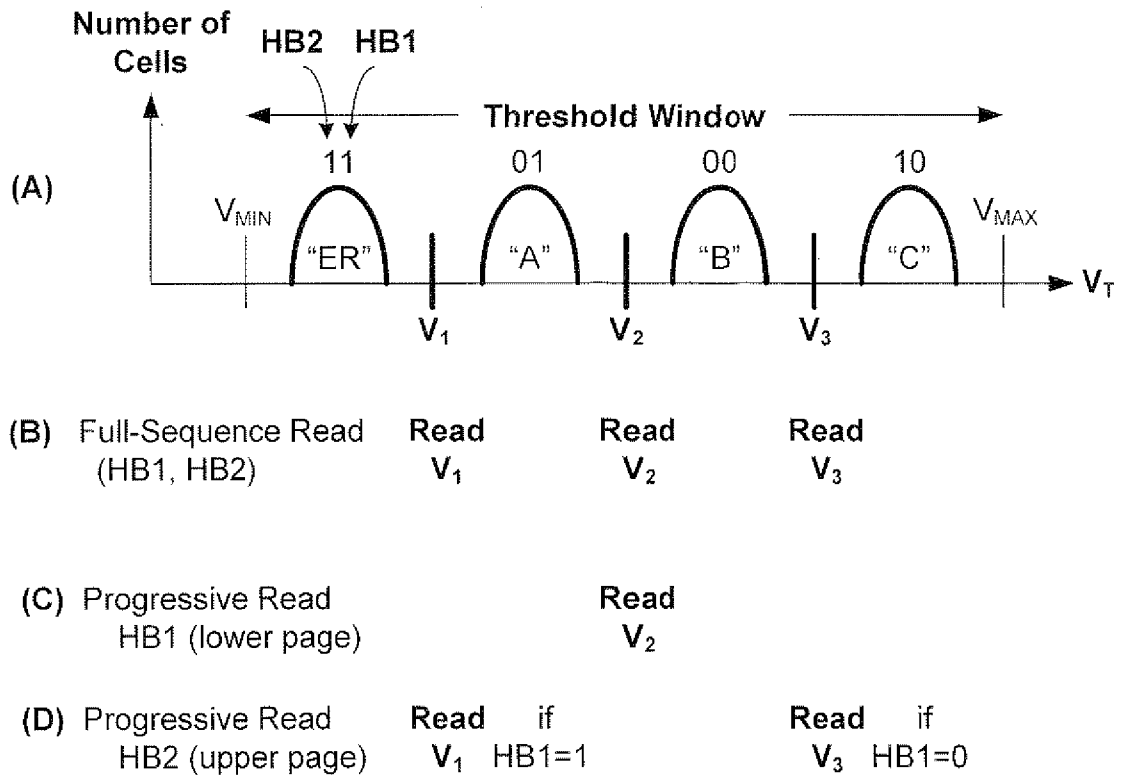 Number of
Cells
HB2 HB1
Threshold Window
11 01 00 10
(A)
VMIN VMAX
"ER" "A" "B" "C"
VT
V1 V2 V3
(B) Full-Sequence Read Read Read Read
(HB1, HB2) V1 V2 V3
(C) Progressive Read Read
HB1 (lower page) V2
(D) Progressive Read Read if Read if
HB2 (upper page) V1 HB1=1 V3 HB1=0